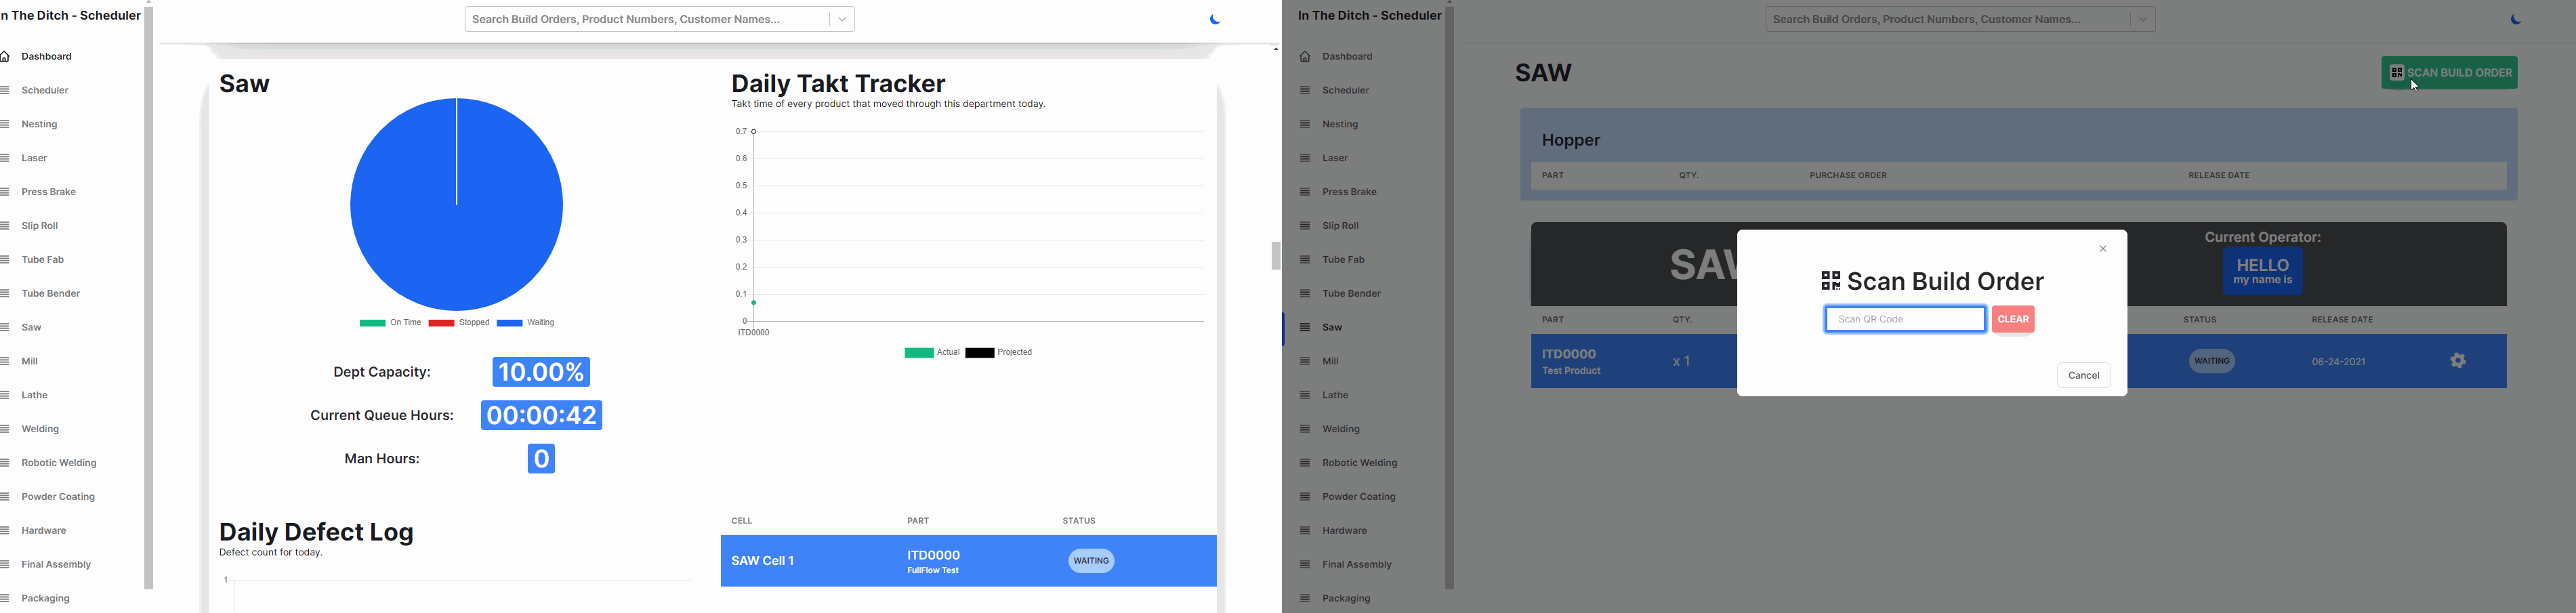 In The Ditch - Scheduler
Search Build Orders, Product Numbers, Customer Names...
Dashboard
Scheduler
Nesting
Laser
Press Brake
Slip Roll
Tube Fab
Tube Bender
Saw
Mill
Lathe
Welding
Robotic Welding
Powder Coating
Hardware
Final Assembly
Packaging
Saw
On Time Stopped Waiting
Dept Capacity: 10.00%
Current Queue Hours: 00:00:42
Man Hours: 0
Daily Takt Tracker
Takt time of every product that moved through this department today.
0.7
0.6
0.5
0.4
0.3
0.2
0.1
0
ITD0000
Actual Projected
Daily Defect Log
Defect count for today.
1
CELL PART STATUS
SAW Cell 1 ITD0000 WAITING
FullFlow Test
In The Ditch - Scheduler
Search Build Orders, Product Numbers, Customer Names...
Dashboard
Scheduler
Nesting
Laser
Press Brake
Slip Roll
Tube Fab
Tube Bender
Saw
Mill
Lathe
Welding
Robotic Welding
Powder Coating
Hardware
Final Assembly
Packaging
SAW
SCAN BUILD ORDER
Hopper
PART QTY. PURCHASE ORDER RELEASE DATE
Current Operator:
HELLO
my name is
PART QTY. STATUS RELEASE DATE
ITD0000 x 1 WAITING 06-24-2021
Test Product
Scan Build Order
Scan QR Code CLEAR
Cancel